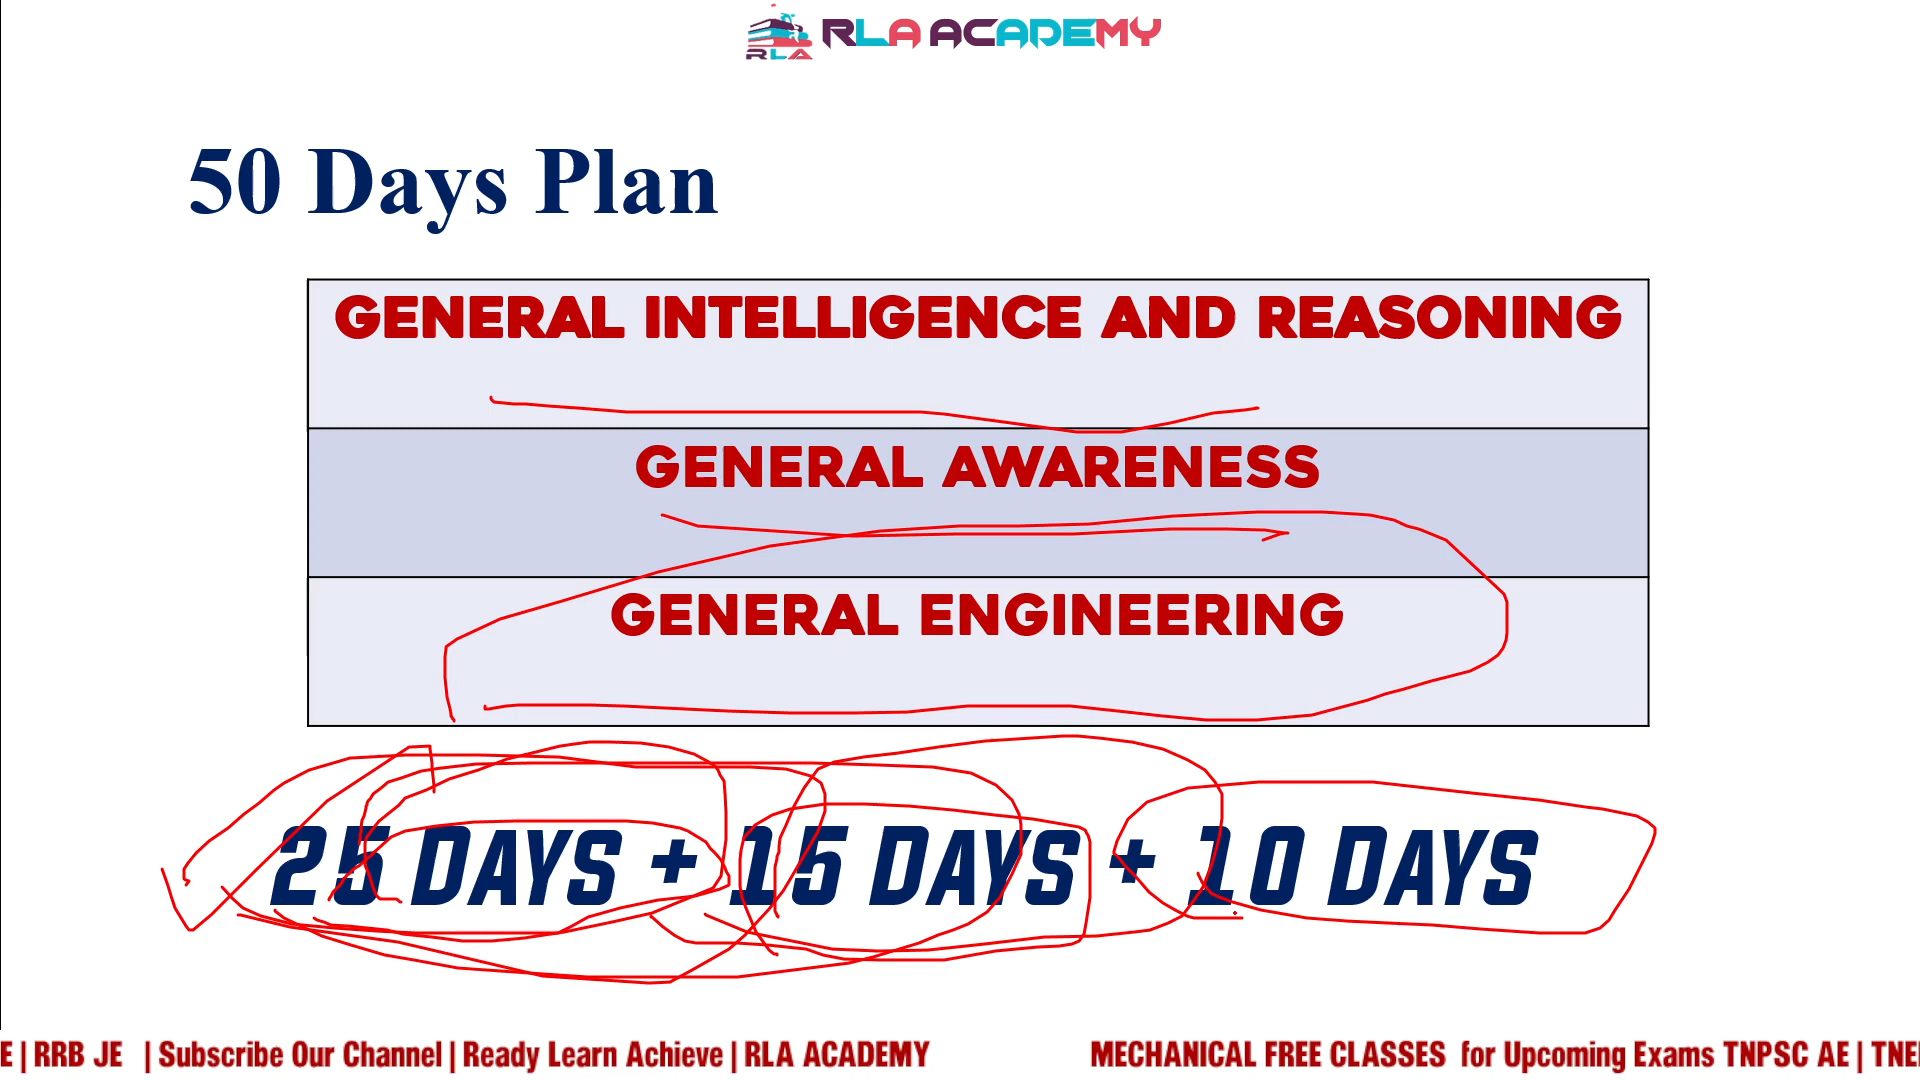 RLA ACADEMY
RLA
50 Days Plan
GENERAL INTELLIGENCE AND REASONING
GENERAL AWARENESS
GENERAL ENGINEERING
25 DAYS + 15 DAYS + 10 DAYS
E | RRB JE | Subscribe Our Channel | Ready Learn Achieve | RLA ACADEMY MECHANICAL FREE CLASSES for Upcoming Exams TNPSC AE | TNE